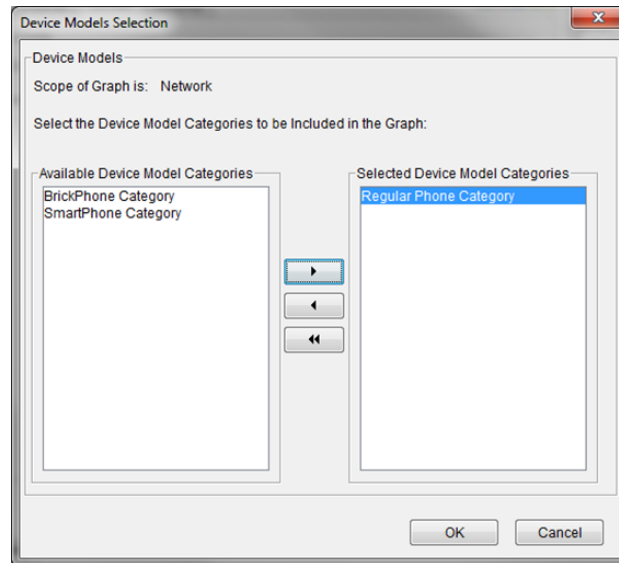 Device Models Selection
Device Models
Scope of Graph is: Network
Select the Device Model Categories to be Included in the Graph:
Available Device Model Categories
BrickPhone Category
SmartPhone Category
Selected Device Model Categories
Regular Phone Category
OK
Cancel